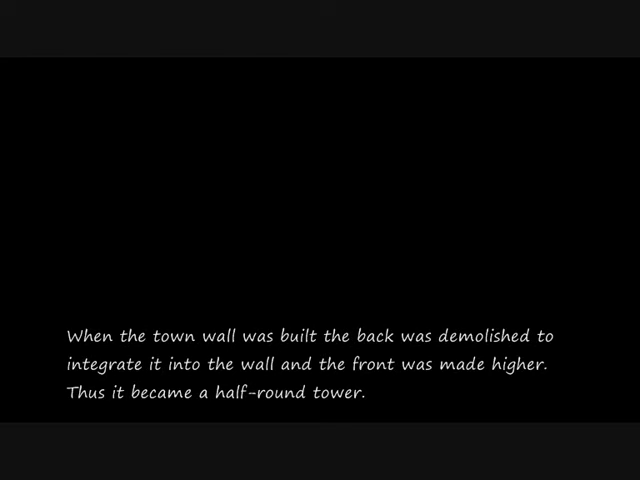 When the town wall was built the back was demolished to
integrate it into the wall and the front was made higher.
Thus it became a half-round tower.